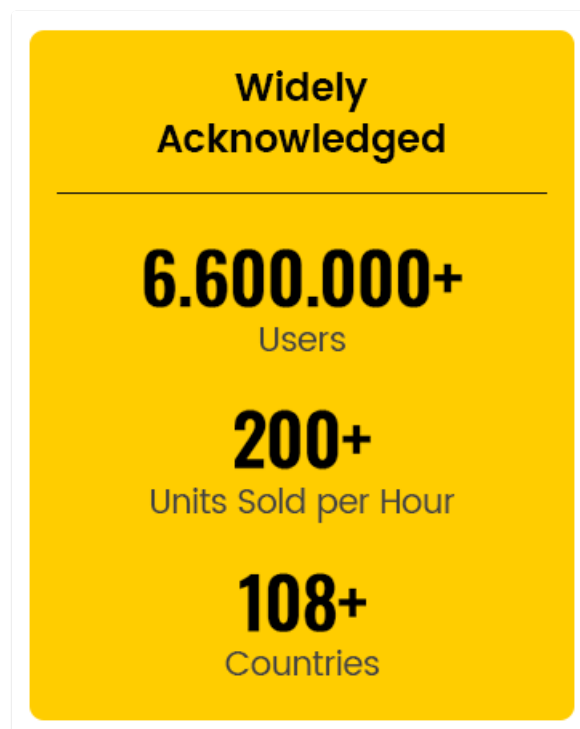 Widely
Acknowledged
6.600.000+
Users
200+
Units Sold per Hour
108+
Countries